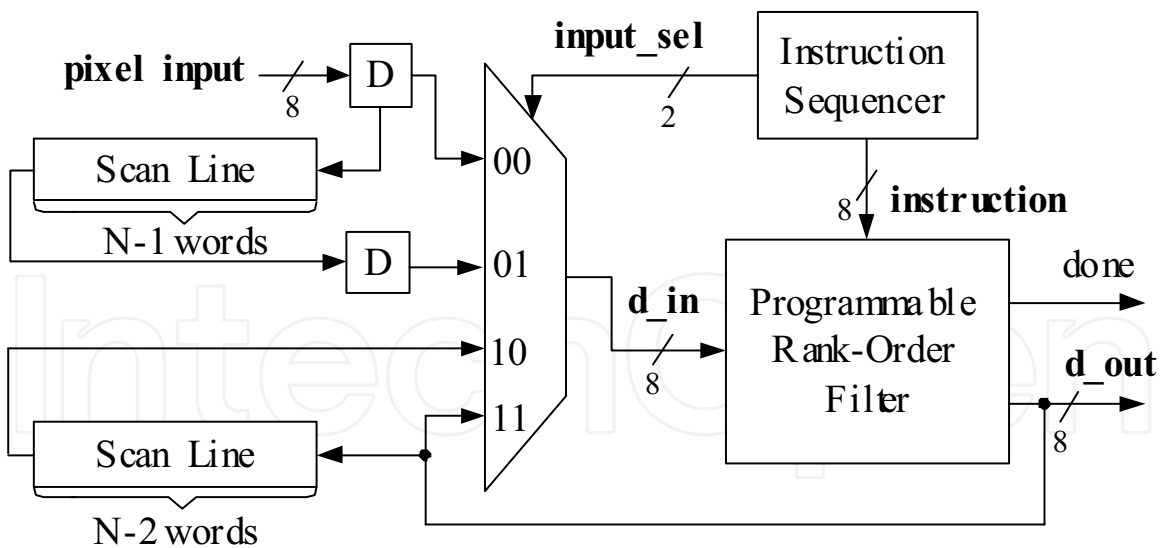 pixel input
8
D
input_sel
2
Instruction
Sequencer
Scan Line
N-1 words
D
00
01
10
11
8
instruction
d_in
8
Programmable
Rank-Order
Filter
done
d_out
8
Scan Line
N-2 words
IntechOpen